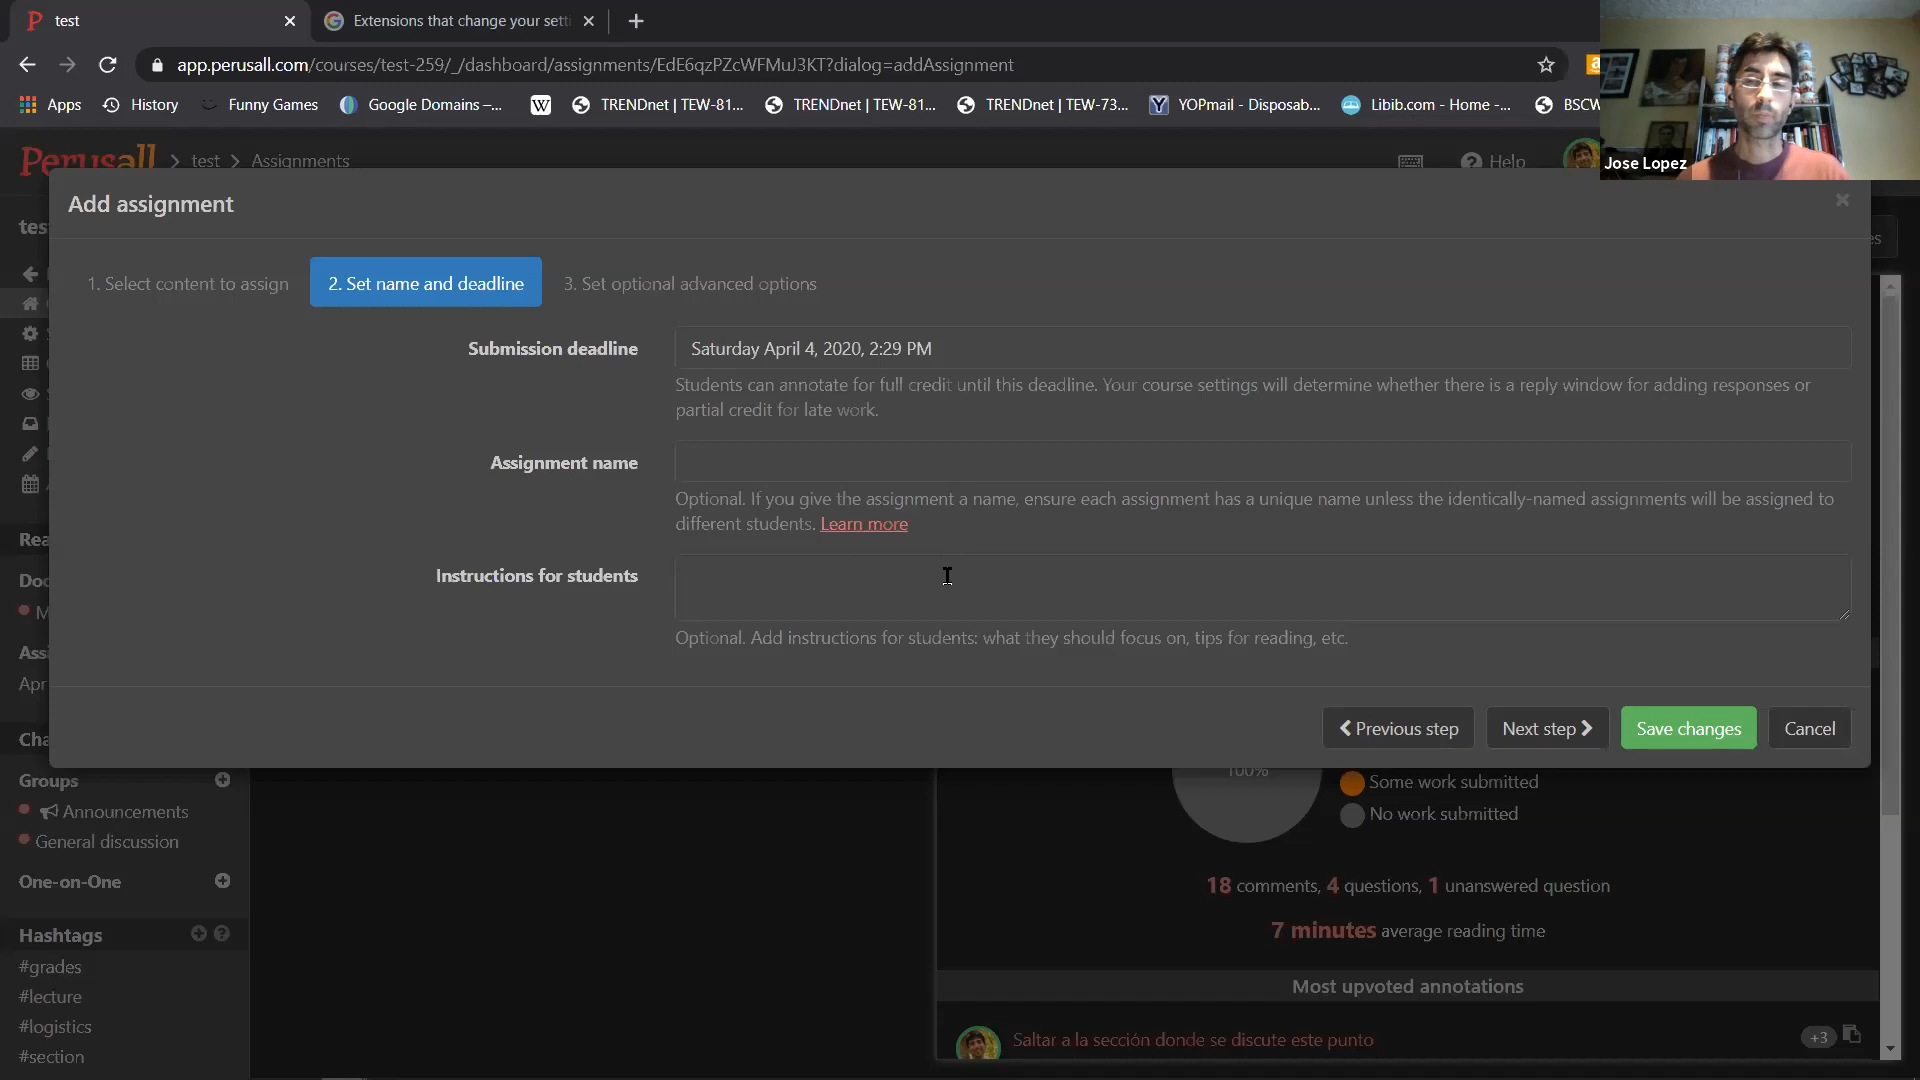 test
Extensions that change your sett
app.perusall.com/courses/test-259/_/dashboard/assignments/EdE6qzPZcWFMuJ3KT?dialog=addAssignment
Apps History Funny Games Google Domains –... W TRENDnet | TEW-81... TRENDnet | TEW-81... TRENDnet | TEW-73... YOPmail - Disposab... Libib.com - Home -... BSCW
Jose Lopez
Perusall > test > Assignments Help
Add assignment
1. Select content to assign 2. Set name and deadline 3. Set optional advanced options
Submission deadline Saturday April 4, 2020, 2:29 PM
Students can annotate for full credit until this deadline. Your course settings will determine whether there is a reply window for adding responses or
partial credit for late work.
Assignment name
Optional. If you give the assignment a name, ensure each assignment has a unique name unless the identically-named assignments will be assigned to
different students. Learn more
Instructions for students
Optional. Add instructions for students: what they should focus on, tips for reading, etc.
Previous step Next step Save changes Cancel
tes
Rea
Doc
M
Assi
Apr
Cha
Groups
Announcements
General discussion
One-on-One
Hashtags
#grades
#lecture
#logistics
#section
100%
Some work submitted
No work submitted
18 comments, 4 questions, 1 unanswered question
7 minutes average reading time
Most upvoted annotations
Saltar a la sección donde se discute este punto +3